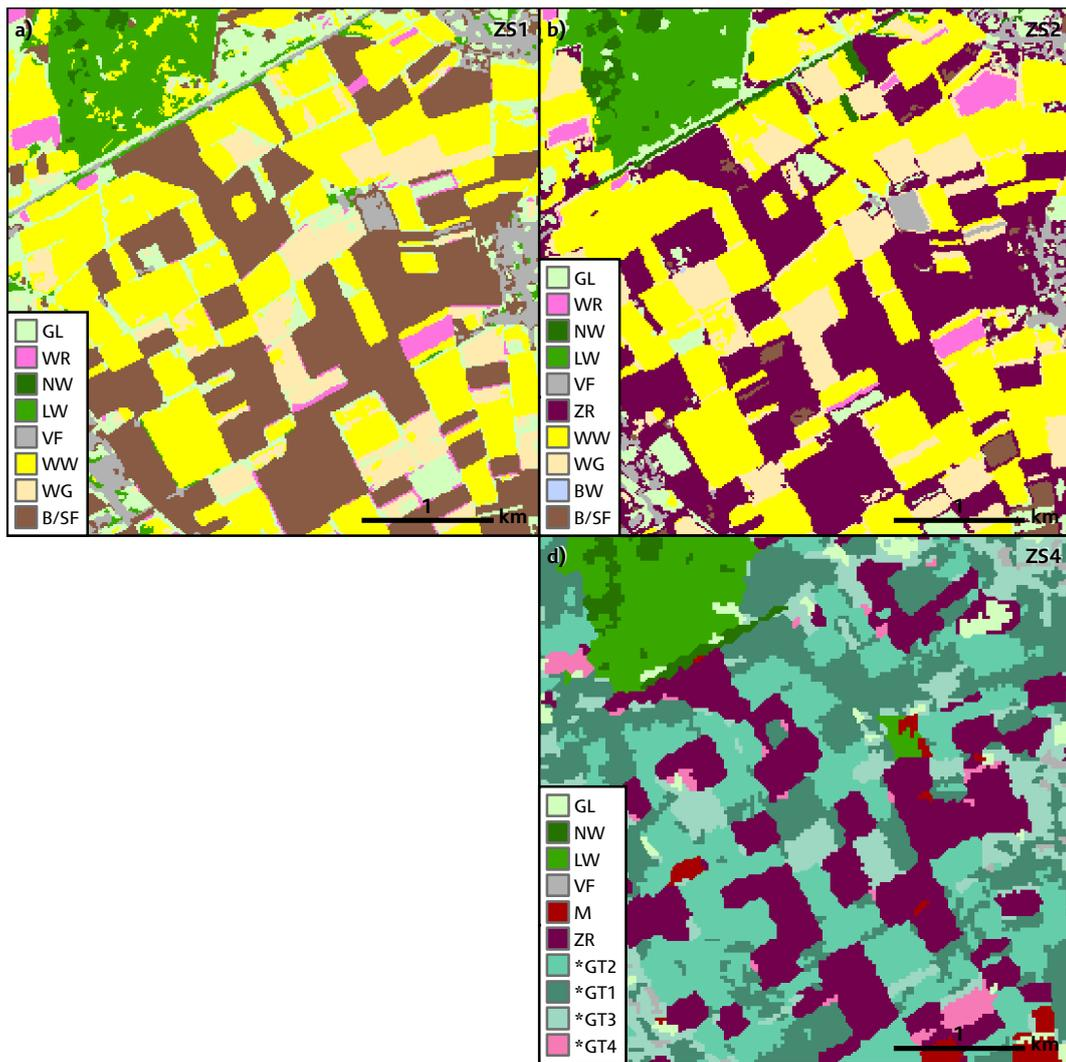 a)
ZS1
GL
WR
NW
LW
VF
WW
WG
B/SF
1
km
b)
ZS2
GL
WR
NW
LW
VF
ZR
WW
WG
BW
B/SF
1
km
d)
ZS4
GL
NW
LW
VF
M
ZR
*GT2
*GT1
*GT3
*GT4
1
km